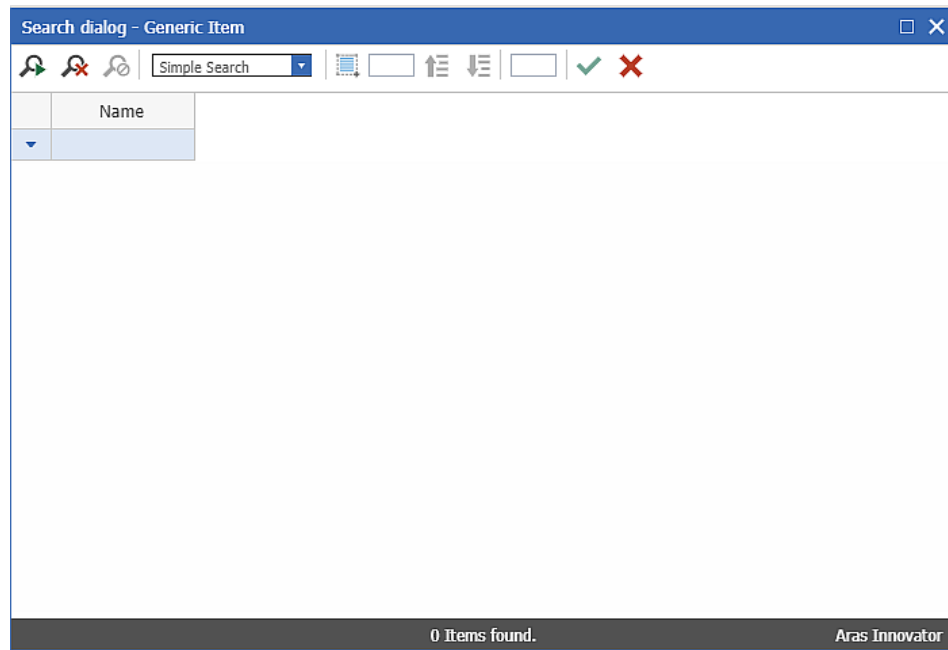 Search dialog - Generic Item
Simple Search
Name
0 Items found.
Aras Innovator